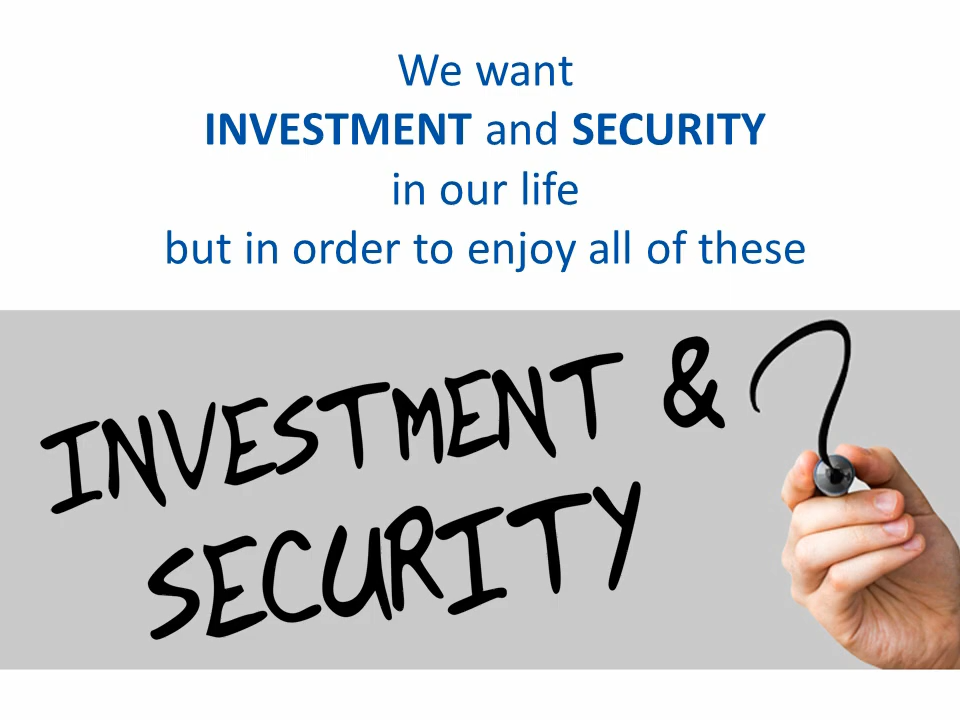 We want
INVESTMENT and SECURITY
in our life
but in order to enjoy all of these
INVESTMENT & ?
SECURITY